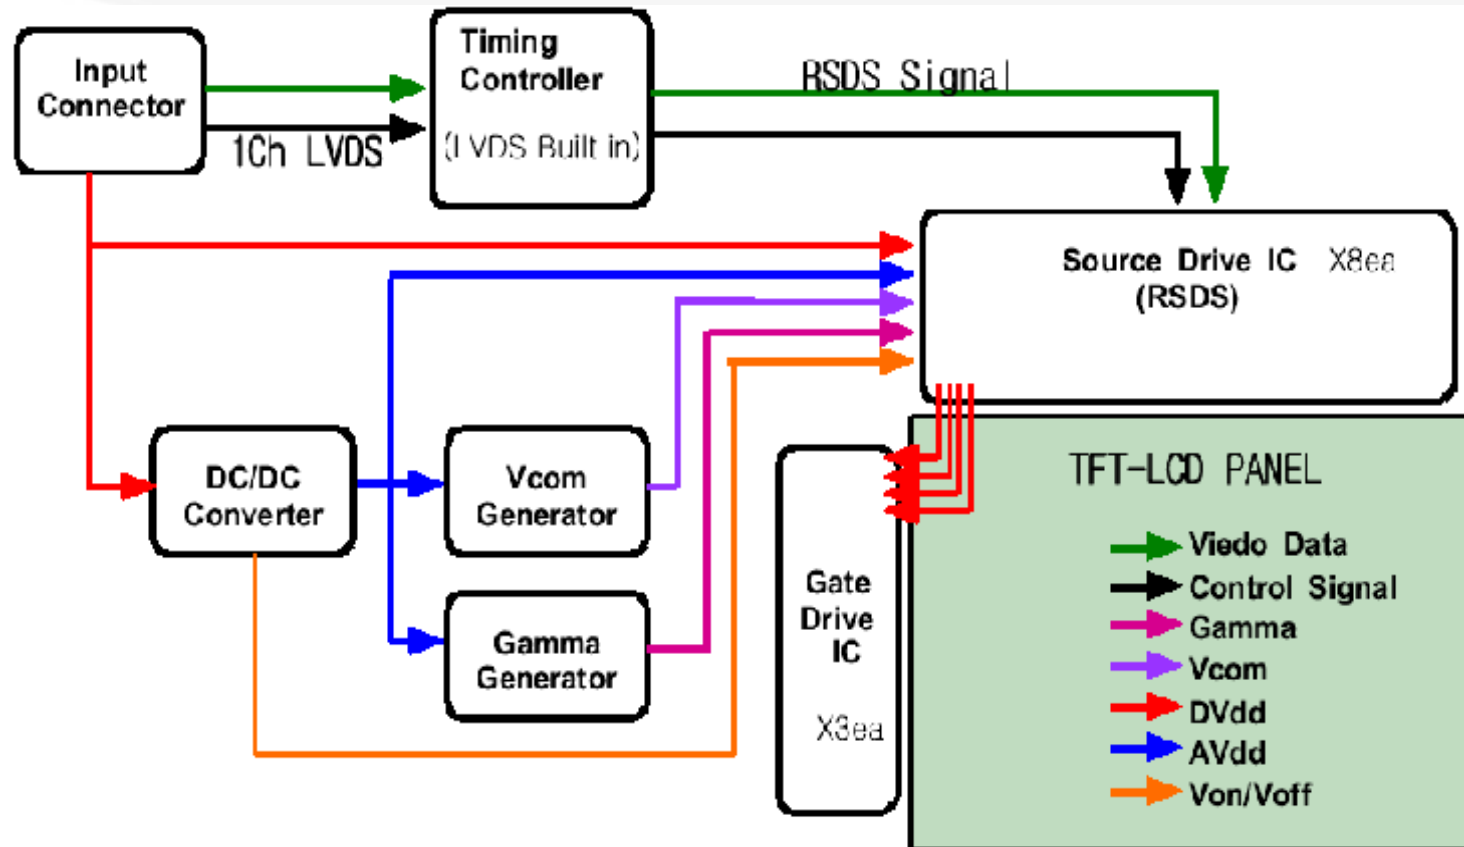 Input
Connector
1Ch LVDS
Timing
Controller
(LVDS Built in)
RSDS Signal
Source Drive IC X8ea
(RSDS)
DC/DC
Converter
Vcom
Generator
Gamma
Generator
Gate
Drive
IC
X3ea
TFT-LCD PANEL
Viedo Data
Control Signal
Gamma
Vcom
DVdd
AVdd
Von/Voff